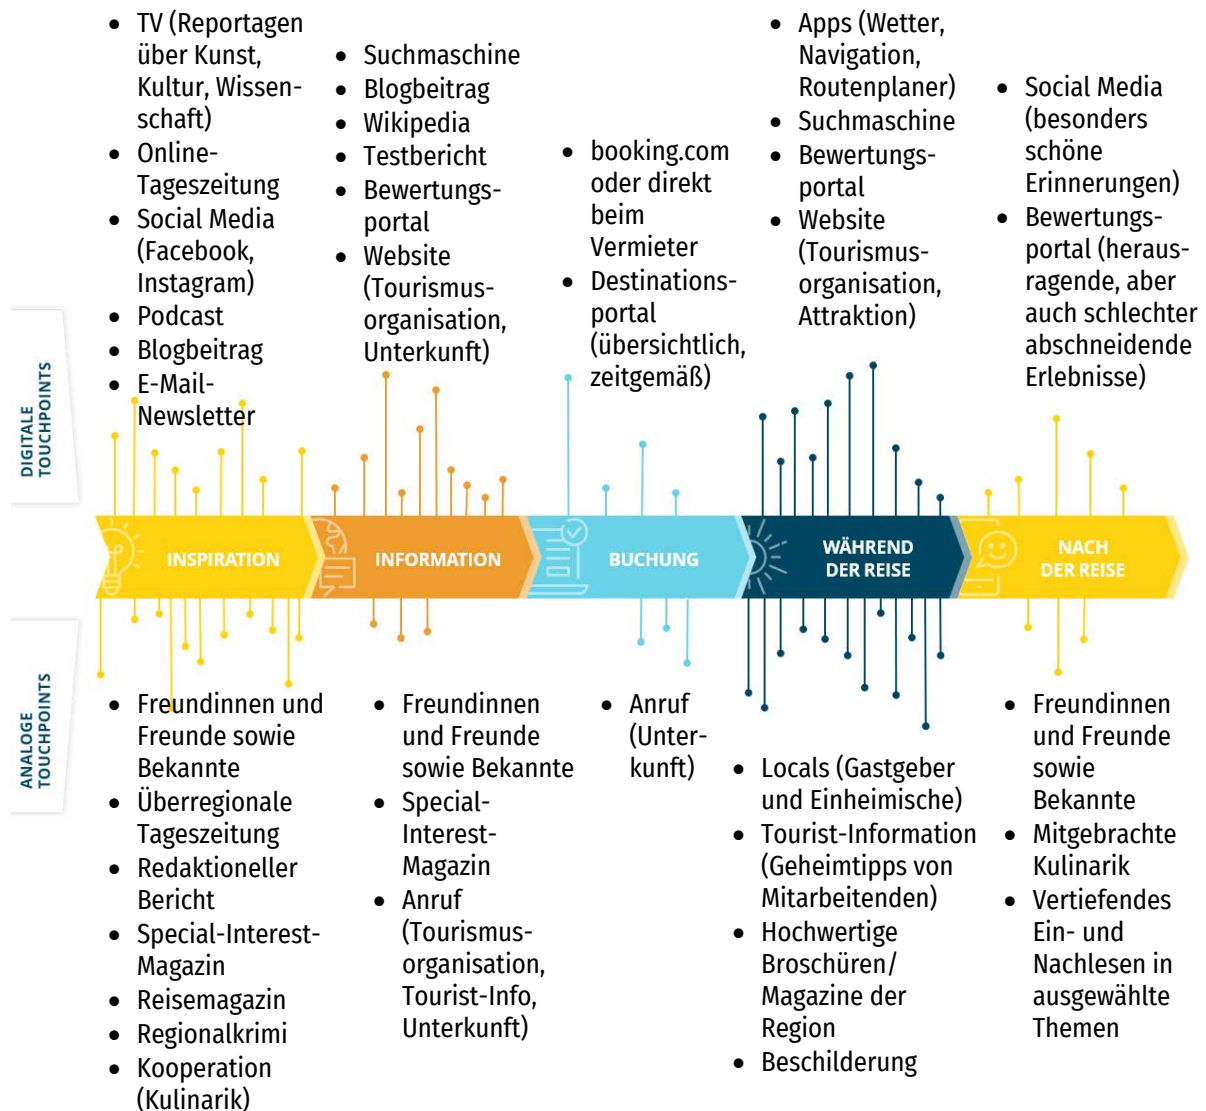 • TV (Reportagen
über Kunst,
Kultur, Wissen-
schaft)
• Online-
Tageszeitung
• Social Media
(Facebook,
Instagram)
• Podcast
• Blogbeitrag
• E-Mail-
Newsletter
• Suchmaschine
• Blogbeitrag
• Wikipedia
• Testbericht
• Bewertungs-
portal
• Website
(Tourismus-
organisation,
Unterkunft)
• booking.com
oder direkt
beim
Vermieter
• Destinations-
portal
(übersichtlich,
zeitgemäß)
• Apps (Wetter,
Navigation,
Routenplaner)
• Suchmaschine
• Bewertungs-
portal
• Website
(Tourismus-
organisation,
Attraktion)
• Social Media
(besonders
schöne
Erinnerungen)
• Bewertungs-
portal (heraus-
ragende, aber
auch schlechter
abschneidende
Erlebnisse)
DIGITALE
TOUCHPOINTS
INSPIRATION
INFORMATION
BUCHUNG
WÄHREND
DER REISE
NACH
DER REISE
ANALOGE
TOUCHPOINTS
• Freundinnen und
Freunde sowie
Bekannte
• Überregionale
Tageszeitung
• Redaktioneller
Bericht
• Special-Interest-
Magazin
• Reisemagazin
• Regionalkrimi
• Kooperation
(Kulinarik)
• Freundinnen
und Freunde
sowie Bekannte
• Special-
Interest-
Magazin
• Anruf
(Tourismus-
organisation,
Tourist-Info,
Unterkunft)
• Anruf
(Unter-
kunft)
• Locals (Gastgeber
und Einheimische)
• Tourist-Information
(Geheimtipps von
Mitarbeitenden)
• Hochwertige
Broschüren/
Magazine der
Region
• Beschilderung
• Freundinnen
und Freunde
sowie
Bekannte
• Mitgebrachte
Kulinarik
• Vertiefendes
Ein- und
Nachlesen in
ausgewählte
Themen